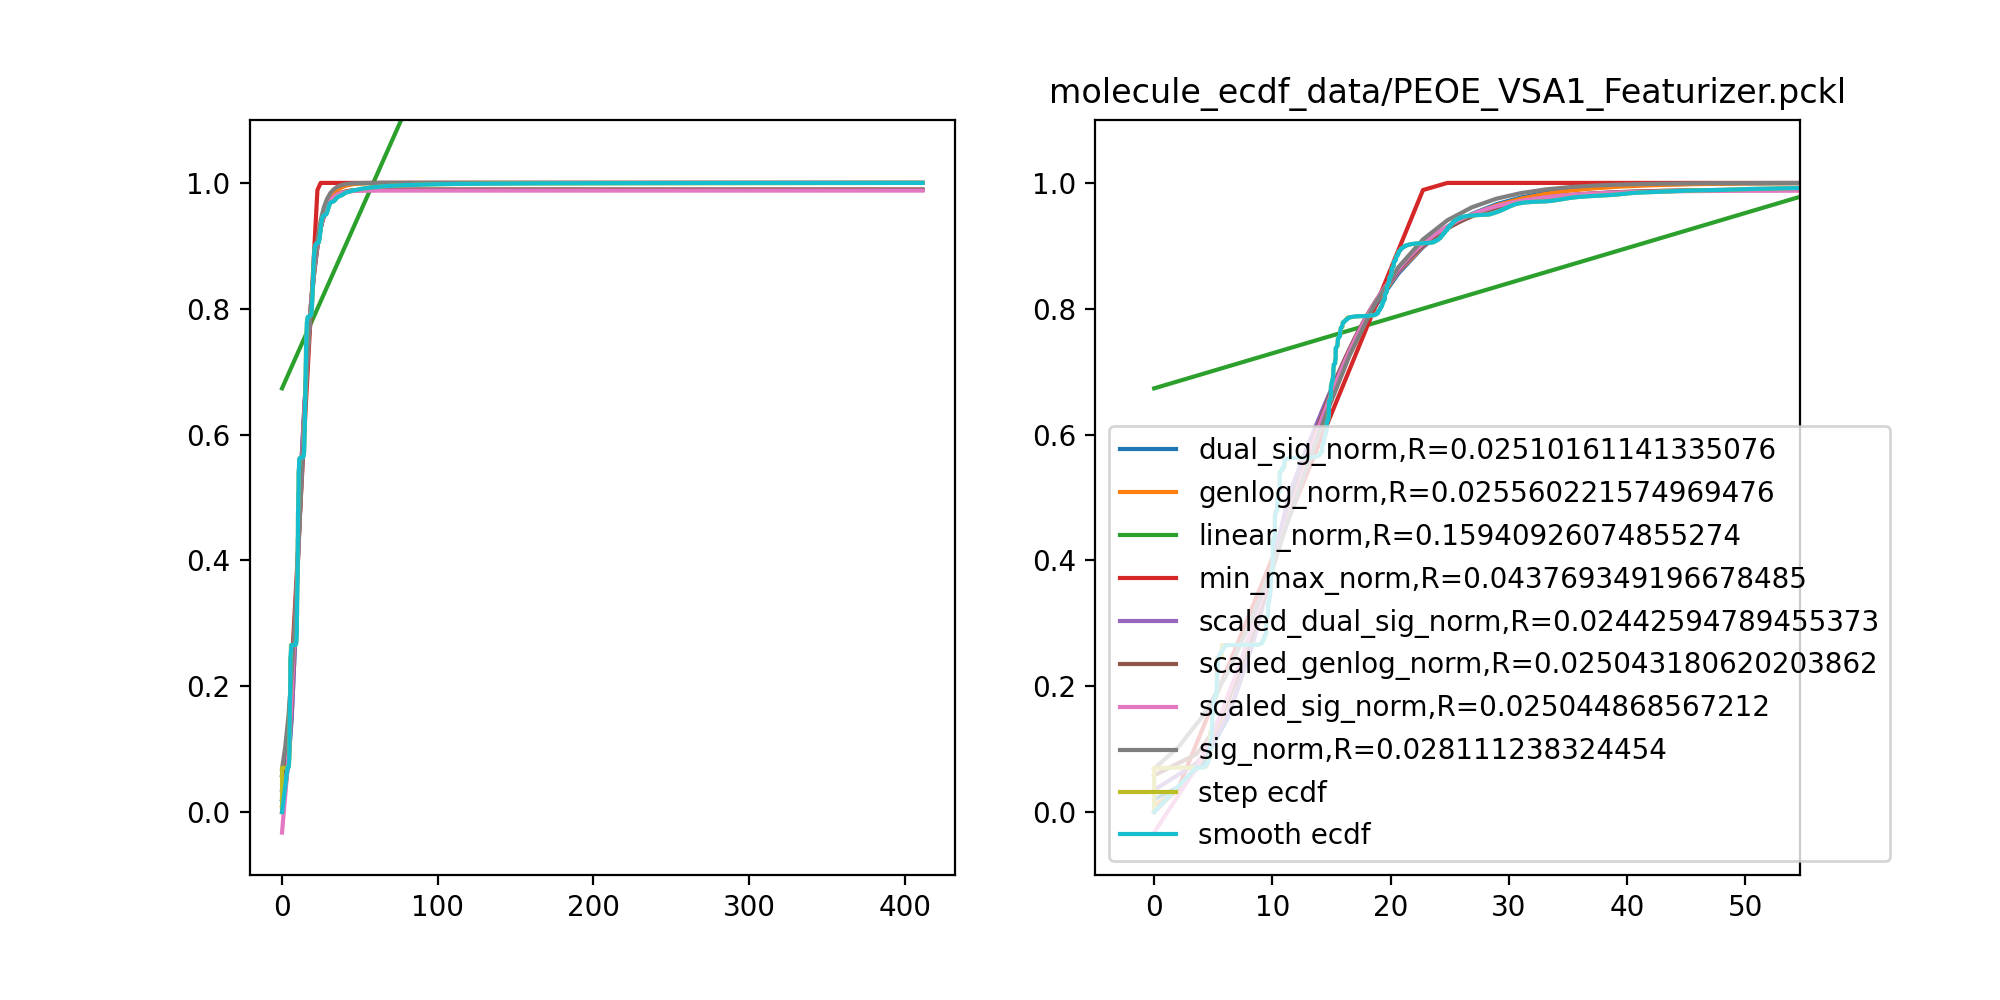 molecule_ecdf_data/PEOE_VSA1_Featurizer.pckl
1.0
0.8
0.6
0.4
0.2
0.0
0 100 200 300 400
1.0
0.8
0.6
0.4
0.2
0.0
dual_sig_norm,R=0.02510161141335076
genlog_norm,R=0.025560221574969476
linear_norm,R=0.15940926074855274
min_max_norm,R=0.043769349196678485
scaled_dual_sig_norm,R=0.02442594789455373
scaled_genlog_norm,R=0.025043180620203862
scaled_sig_norm,R=0.025044868567212
sig_norm,R=0.028111238324454
step ecdf
smooth ecdf
0 10 20 30 40 50